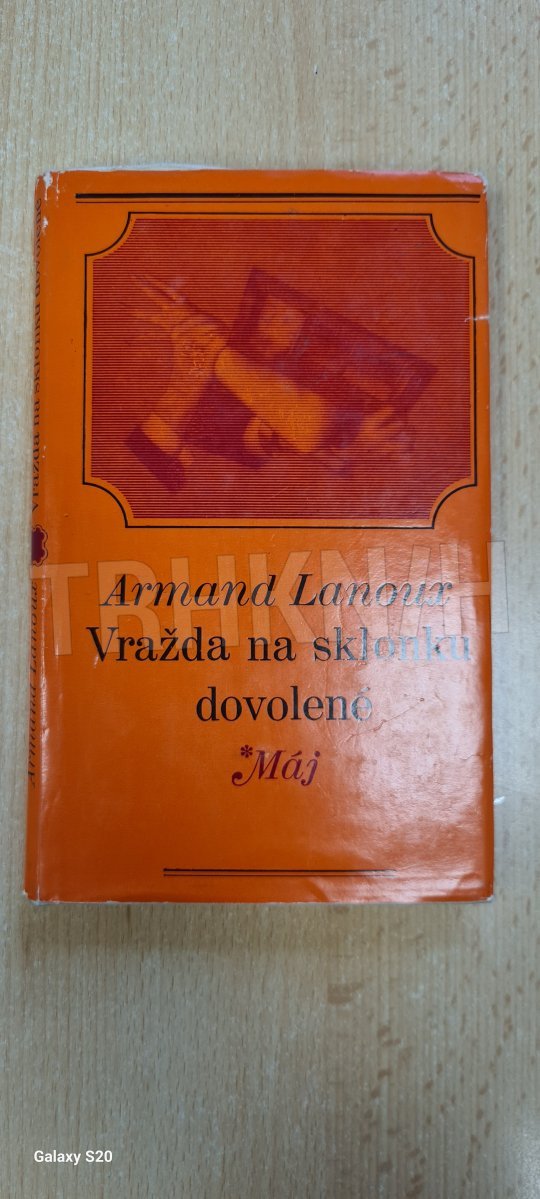 Armand Lanoux
Vražda na sklonku
dovolené
*Máj
Armand Lanoux
Vražda na sklonku dovolené
TRHKNIH
Galaxy S20